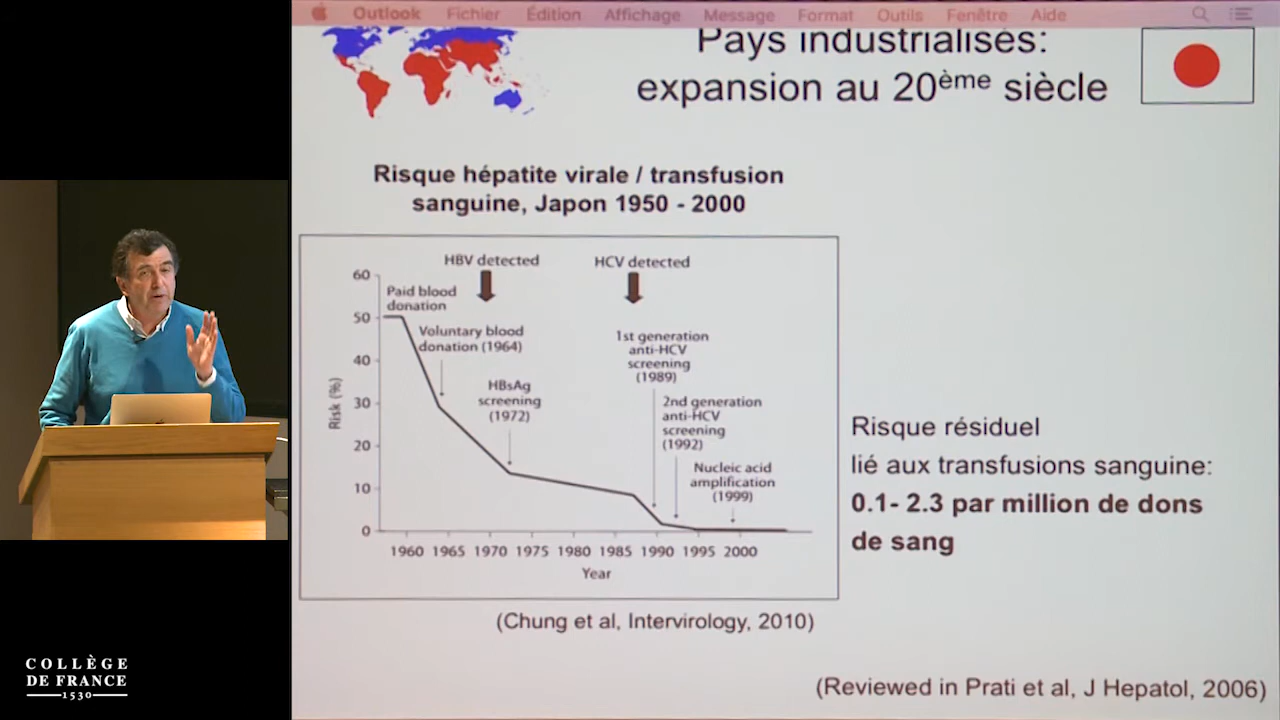 Outlook Fichier Édition Affichage Message Format Outils Fenêtre Aide
Pays industrialisés:
expansion au 20ème siècle
Risque hépatite virale / transfusion
sanguine, Japon 1950 - 2000
HBV detected
HCV detected
60
50
40
30
20
10
0
Risk (%)
Paid blood
donation
Voluntary blood
donation (1964)
HBsAg
screening
(1972)
1st generation
anti-HCV
screening
(1989)
2nd generation
anti-HCV
screening
(1992)
Nucleic acid
amplification
(1999)
1960 1965 1970 1975 1980 1985 1990 1995 2000
Year
(Chung et al, Intervirology, 2010)
Risque résiduel
lié aux transfusions sanguine:
0.1- 2.3 par million de dons
de sang
(Reviewed in Prati et al, J Hepatol, 2006)
COLLÈGE
DE FRANCE
1530